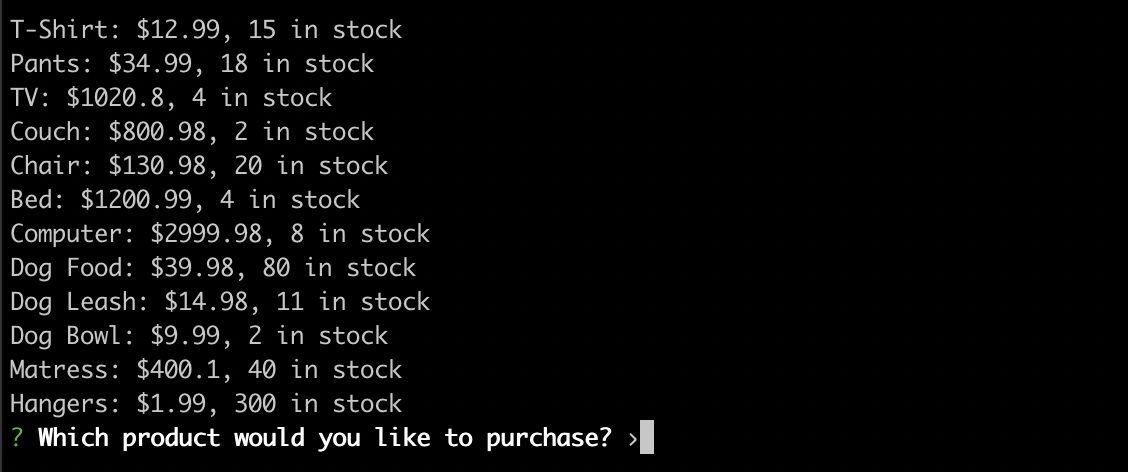 T-Shirt: $12.99, 15 in stock
Pants: $34.99, 18 in stock
TV: $1020.8, 4 in stock
Couch: $800.98, 2 in stock
Chair: $130.98, 20 in stock
Bed: $1200.99, 4 in stock
Computer: $2999.98, 8 in stock
Dog Food: $39.98, 80 in stock
Dog Leash: $14.98, 11 in stock
Dog Bowl: $9.99, 2 in stock
Matress: $400.1, 40 in stock
Hangers: $1.99, 300 in stock
? Which product would you like to purchase? ›